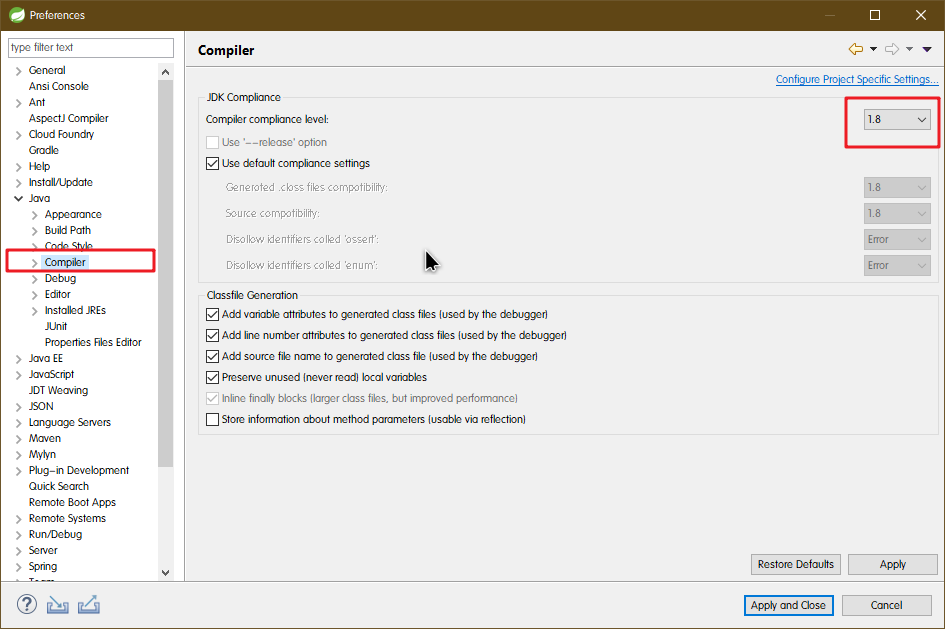 Preferences
type filter text
General
Ansi Console
Ant
AspectJ Compiler
Cloud Foundry
Gradle
Help
Install/Update
Java
Appearance
Build Path
Code Style
Compiler
Debug
Editor
Installed JREs
JUnit
Properties Files Editor
Java EE
JavaScript
JDT Weaving
JSON
Language Servers
Maven
Mylyn
Plug-in Development
Quick Search
Remote Boot Apps
Remote Systems
Run/Debug
Server
Spring
Team
Compiler
Configure Project Specific Settings...
JDK Compliance
Compiler compliance level: 1.8
Use '--release' option
Use default compliance settings
Generated .class files compatibility: 1.8
Source compatibility: 1.8
Disallow identifiers called 'assert': Error
Disallow identifiers called 'enum': Error
Classfile Generation
Add variable attributes to generated class files (used by the debugger)
Add line number attributes to generated class files (used by the debugger)
Add source file name to generated class file (used by the debugger)
Preserve unused (never read) local variables
Inline finally blocks (larger class files, but improved performance)
Store information about method parameters (usable via reflection)
Restore Defaults Apply
? Apply and Close Cancel